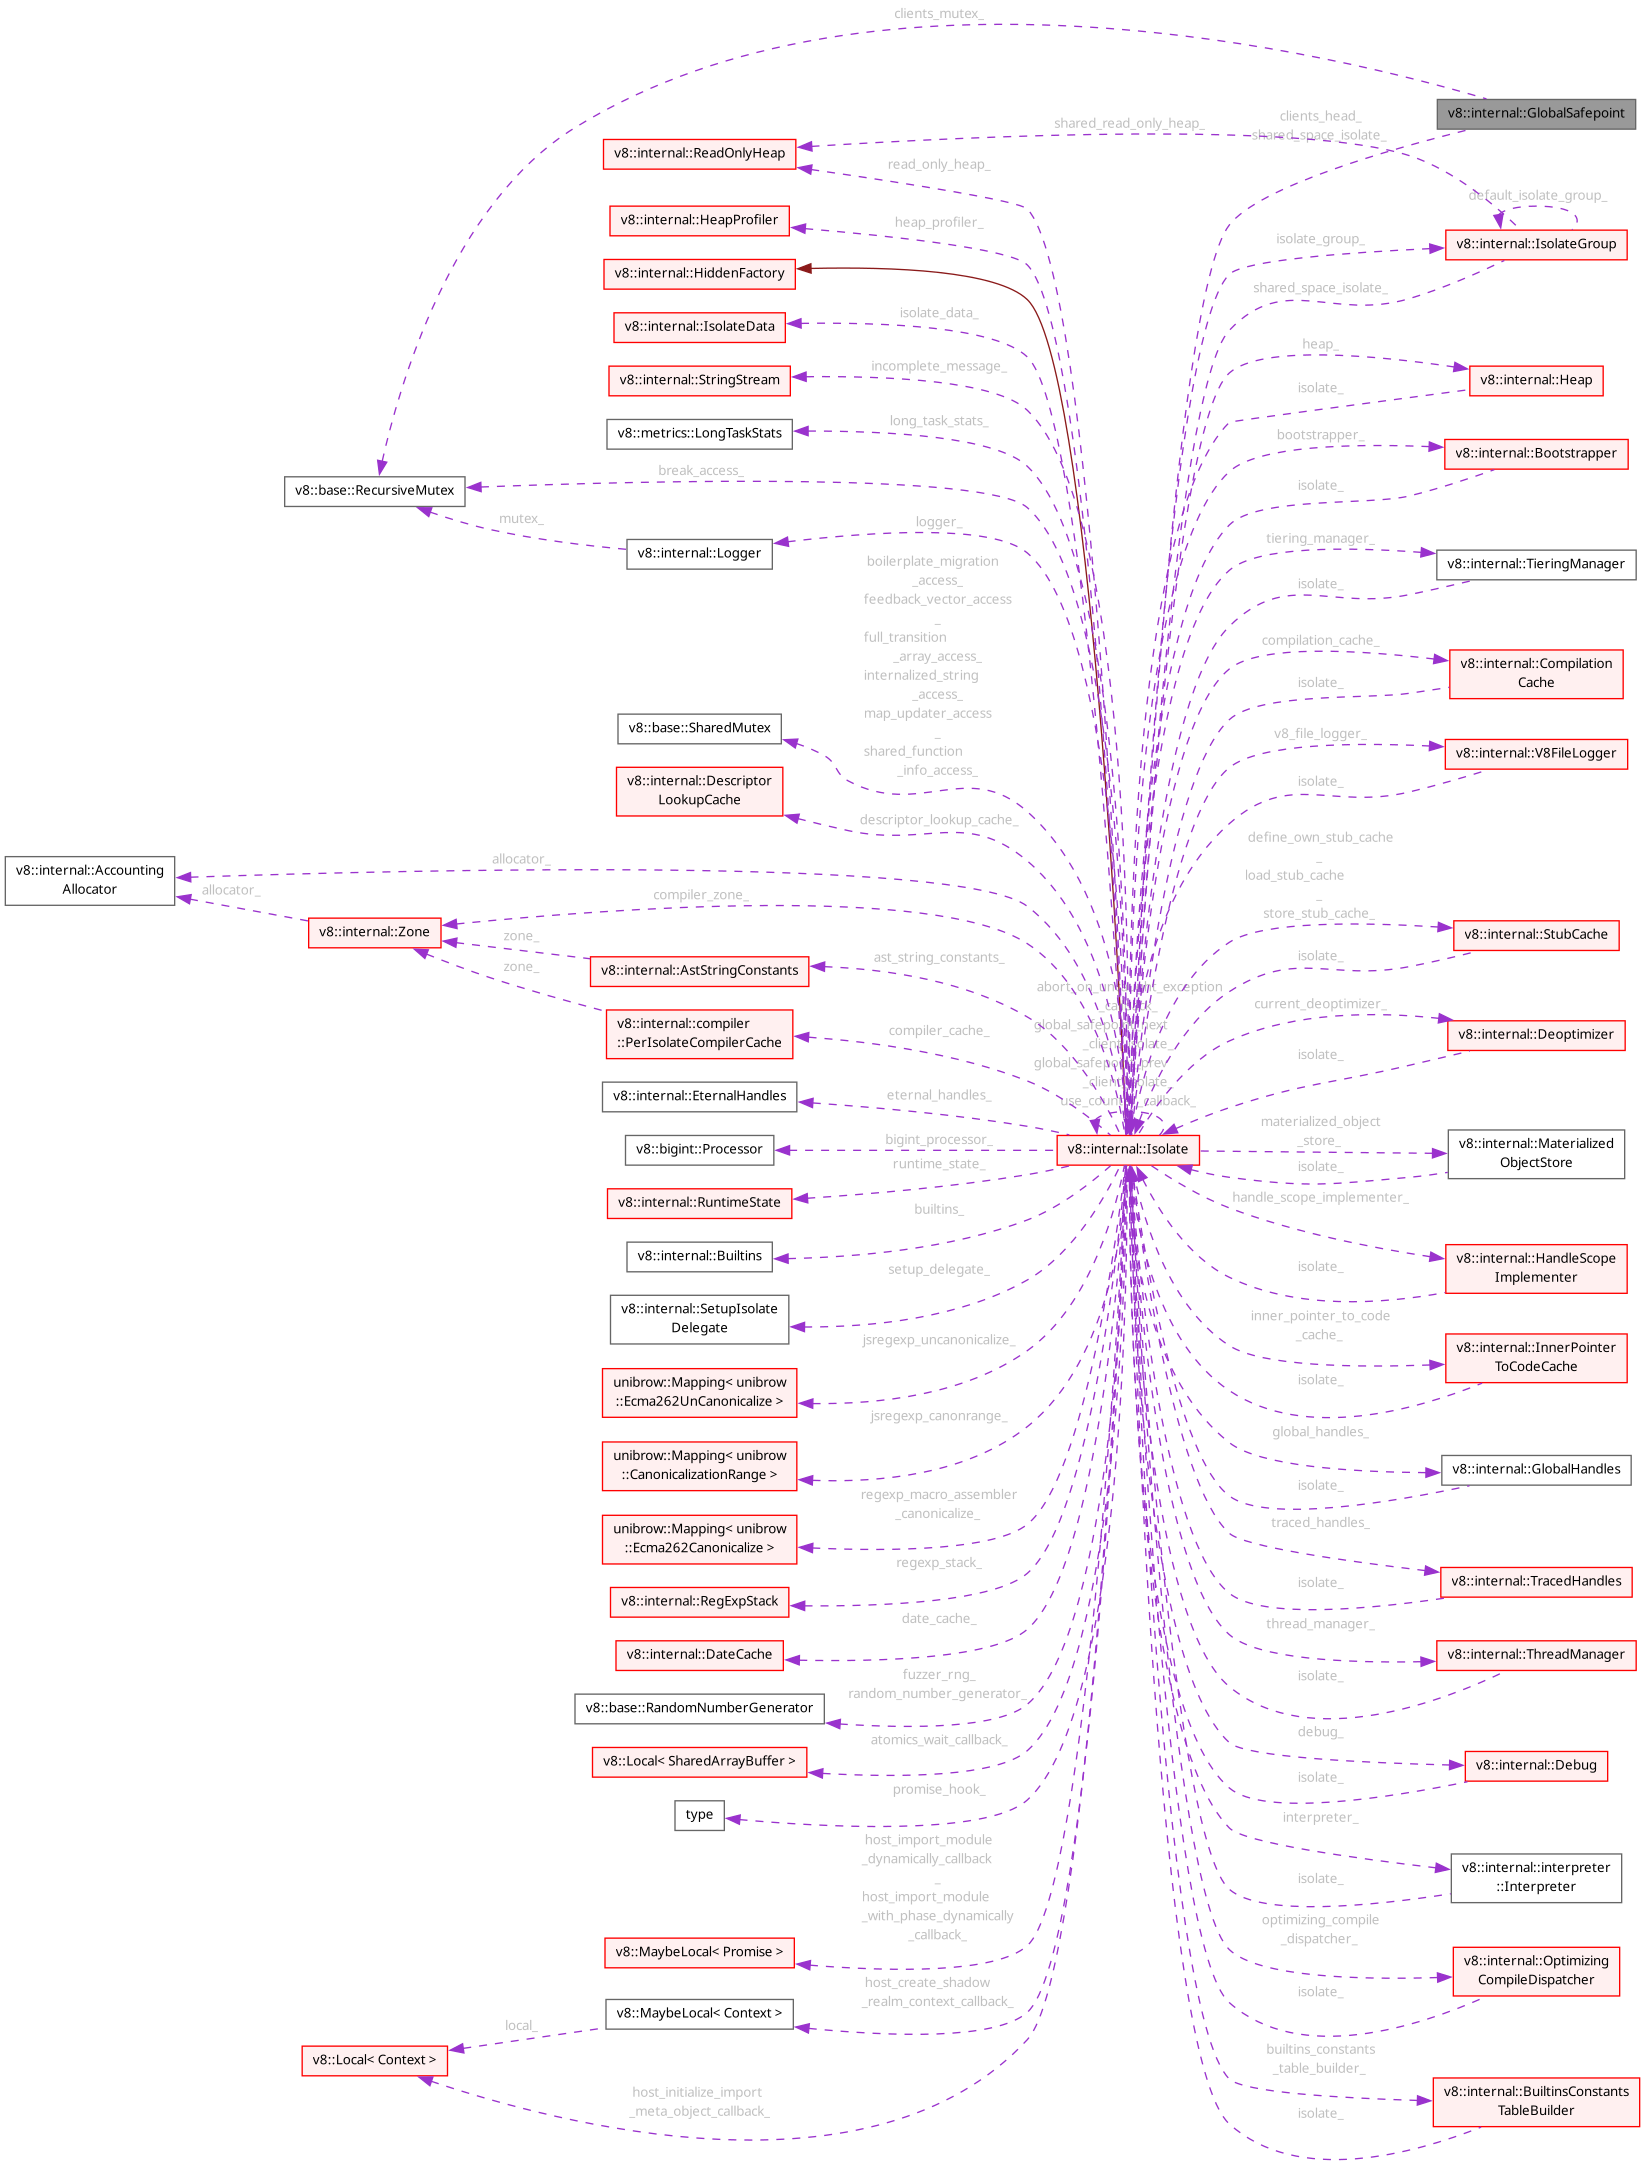 clients_mutex_
v8::internal::GlobalSafepoint
clients_head_
shared_space_isolate_
shared_read_only_heap_
v8::internal::ReadOnlyHeap
read_only_heap_
default_isolate_group_
v8::internal::HeapProfiler
heap_profiler_
isolate_group_
v8::internal::IsolateGroup
v8::internal::HiddenFactory
shared_space_isolate_
v8::internal::IsolateData
isolate_data_
heap_
v8::internal::StringStream
incomplete_message_
isolate_
v8::internal::Heap
v8::metrics::LongTaskStats
long_task_stats_
bootstrapper_
v8::internal::Bootstrapper
break_access_
isolate_
v8::base::RecursiveMutex
mutex_
v8::internal::Logger
logger_
tiering_manager_
v8::internal::TieringManager
isolate_
boilerplate_migration
_access_
feedback_vector_access
_
full_transition
_array_access_
internalized_string
_access_
map_updater_access
_
shared_function
_info_access_
compilation_cache_
v8::internal::Compilation
Cache
isolate_
v8::base::SharedMutex
v8_file_logger_
v8::internal::V8FileLogger
isolate_
v8::internal::Descriptor
LookupCache
descriptor_lookup_cache_
define_own_stub_cache
_
load_stub_cache
_
store_stub_cache_
v8::internal::StubCache
isolate_
v8::internal::Accounting
Allocator
allocator_
allocator_
compiler_zone_
v8::internal::Zone
zone_
zone_
v8::internal::AstStringConstants
ast_string_constants_
v8::internal::compiler
::PerIsolateCompilerCache
compiler_cache_
global_safepoint_next
_client_isolate_
global_safepoint_prev
_client_isolate_
current_deoptimizer_
v8::internal::Deoptimizer
isolate_
v8::internal::EternalHandles
eternal_handles_
v8::bigint::Processor
bigint_processor_
v8::internal::Isolate
materialized_object
_store_
v8::internal::Materialized
ObjectStore
isolate_
v8::internal::RuntimeState
runtime_state_
handle_scope_implementer_
v8::internal::Builtins
builtins_
v8::internal::HandleScope
Implementer
isolate_
v8::internal::SetupIsolate
Delegate
setup_delegate_
inner_pointer_to_code
_cache_
v8::internal::InnerPointer
ToCodeCache
isolate_
unibrow::Mapping< unibrow
::Ecma262UnCanonicalize >
jsregexp_uncanonicalize_
unibrow::Mapping< unibrow
::CanonicalizationRange >
jsregexp_canonrange_
global_handles_
v8::internal::GlobalHandles
isolate_
unibrow::Mapping< unibrow
::Ecma262Canonicalize >
regexp_macro_assembler
_canonicalize_
traced_handles_
v8::internal::TracedHandles
isolate_
v8::internal::RegExpStack
regexp_stack_
v8::internal::DateCache
date_cache_
thread_manager_
v8::internal::ThreadManager
isolate_
v8::base::RandomNumberGenerator
fuzzer_rng_
random_number_generator_
v8::Local< SharedArrayBuffer >
atomics_wait_callback_
debug_
v8::internal::Debug
isolate_
type
promise_hook_
interpreter_
v8::internal::interpreter
::Interpreter
isolate_
host_import_module
_dynamically_callback
_
host_import_module
_with_phase_dynamically
_callback_
v8::MaybeLocal< Promise >
optimizing_compile
_dispatcher_
v8::internal::Optimizing
CompileDispatcher
isolate_
v8::MaybeLocal< Context >
host_create_shadow
_realm_context_callback_
local_
v8::Local< Context >
host_initialize_import
_meta_object_callback_
builtins_constants
_table_builder_
v8::internal::BuiltinsConstants
TableBuilder
isolate_